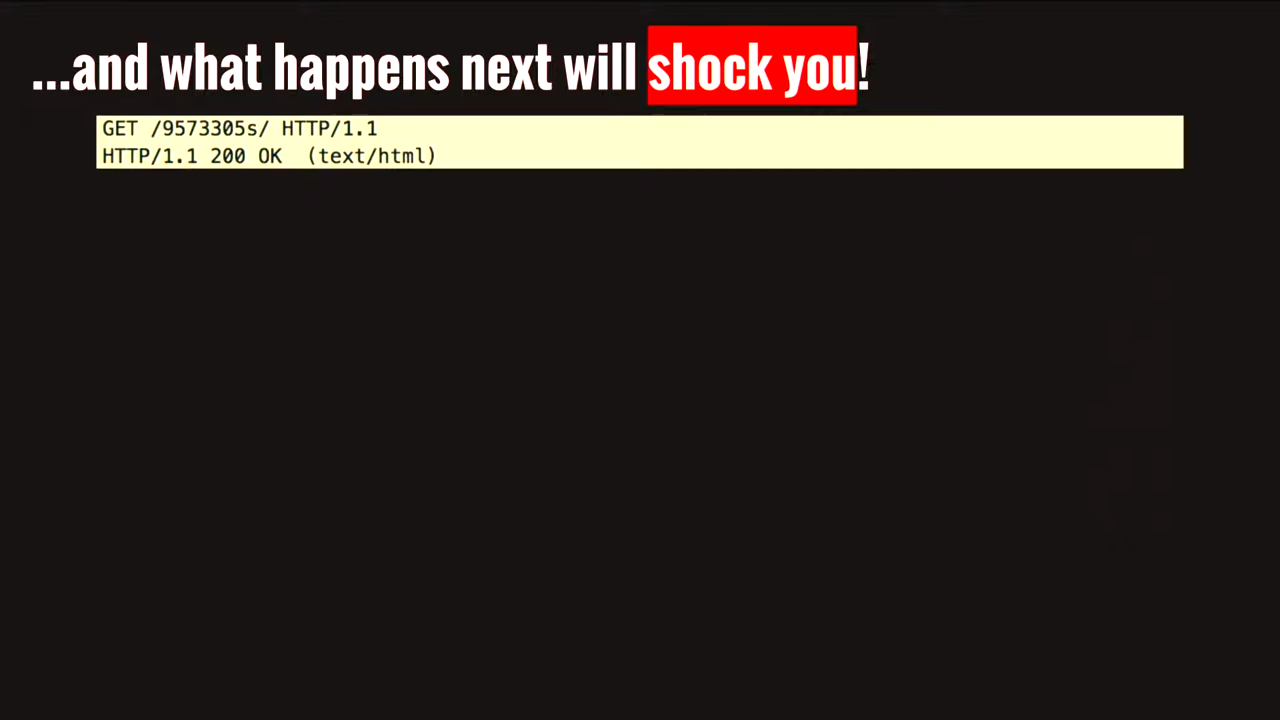 ...and what happens next will shock you!
GET /9573305s/ HTTP/1.1
HTTP/1.1 200 OK  (text/html)